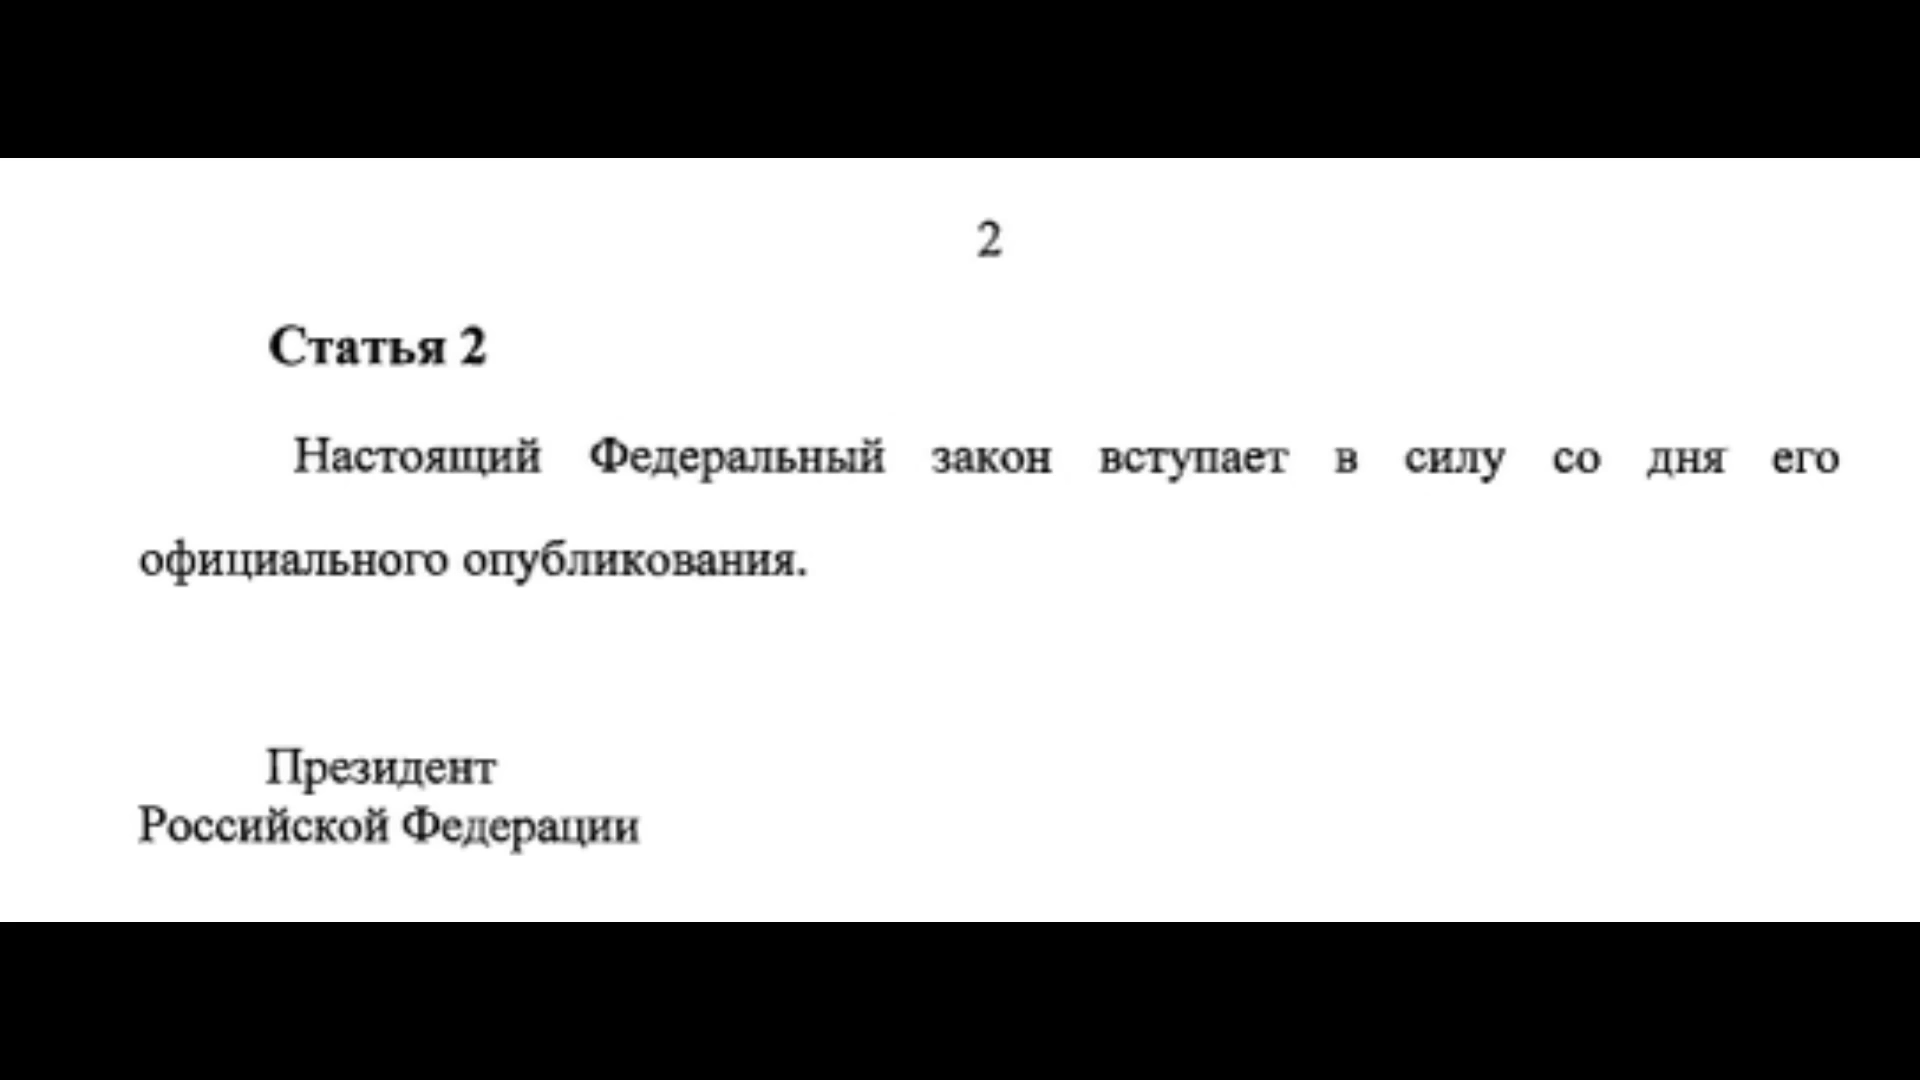 2
Статья 2
Настоящий Федеральный закон вступает в силу со дня его
официального опубликования.
Президент
Российской Федерации